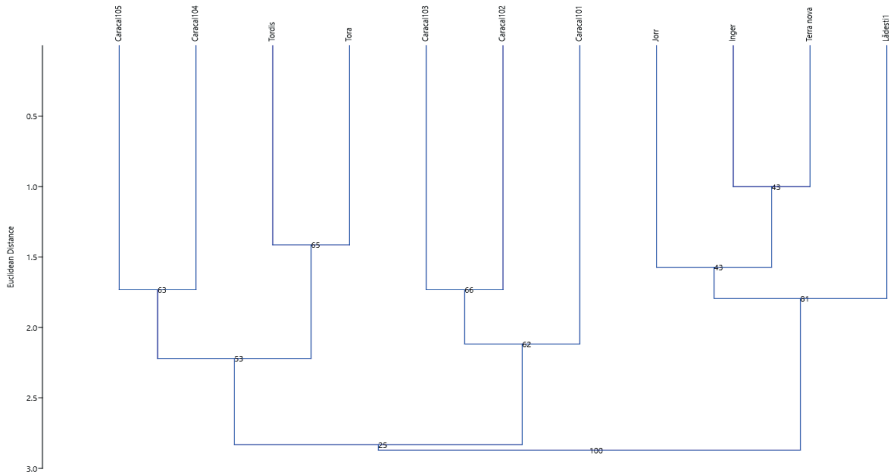 Caracal105
Caracal104
Tordis
Tora
Caracal103
Caracal102
Caracal101
Jorr
Inger
Terra nova
Lădesti1
Euclidean Distance
0.5
1.0
43
65
1.5
43
63
66
81
2.0
62
53
2.5
25
100
3.0